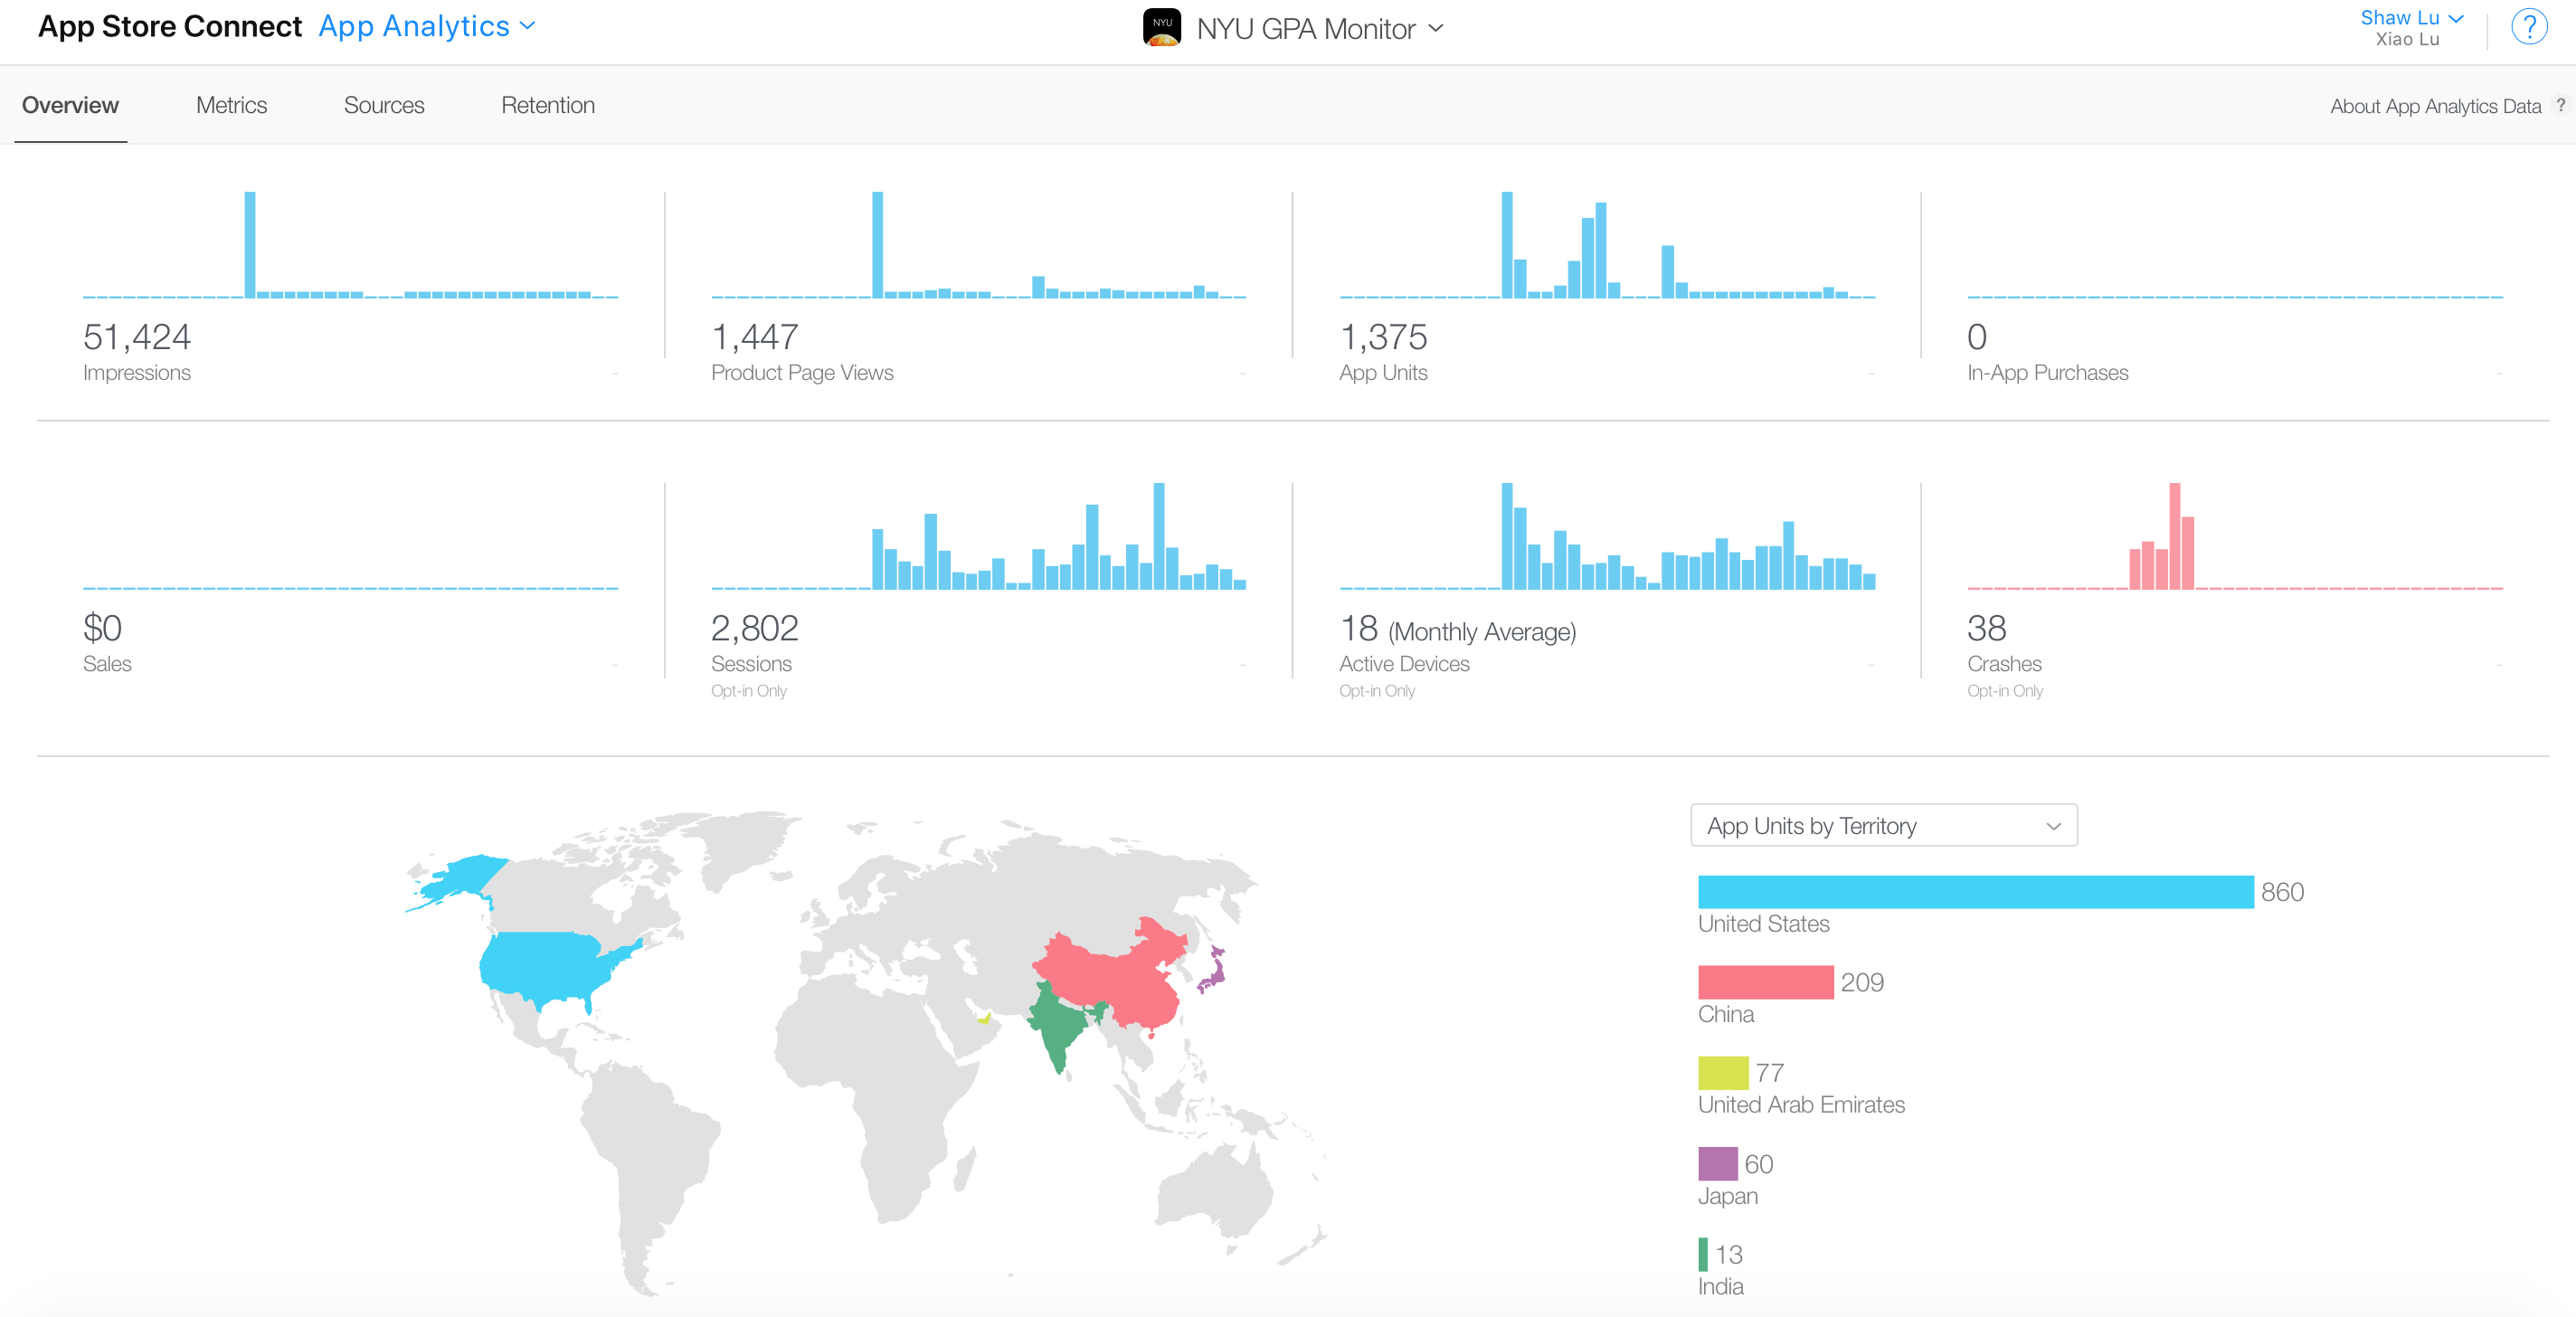 App Store Connect App Analytics
NYU
NYU GPA Monitor
Shaw Lu
Xiao Lu
?
Overview Metrics Sources Retention
About App Analytics Data ?
51,424
Impressions
-
1,447
Product Page Views
-
1,375
App Units
-
0
In-App Purchases
-
$0
Sales
-
2,802
Sessions
-
Opt-in Only
18 (Monthly Average)
Active Devices
-
Opt-in Only
38
Crashes
-
Opt-in Only
App Units by Territory
860
United States
209
China
77
United Arab Emirates
60
Japan
13
India